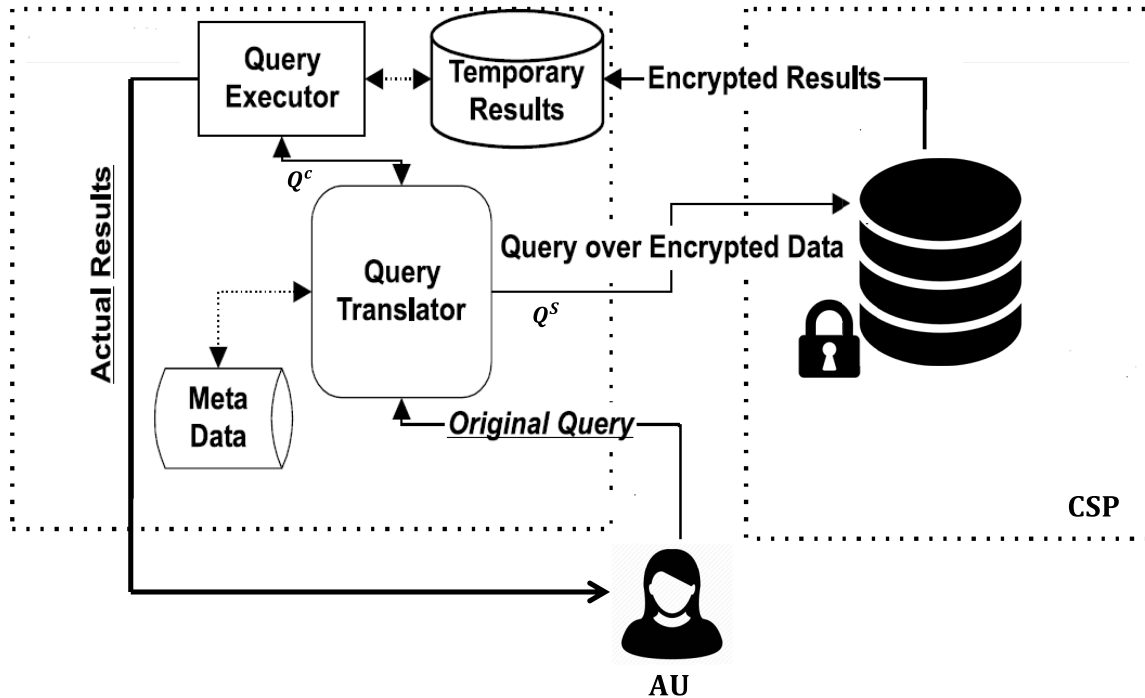 Query
Executor
Temporary
Results
Encrypted Results
Q^C
Actual Results
Query over Encrypted Data
Query
Translator
Q^S
Meta
Data
Original Query
CSP
AU